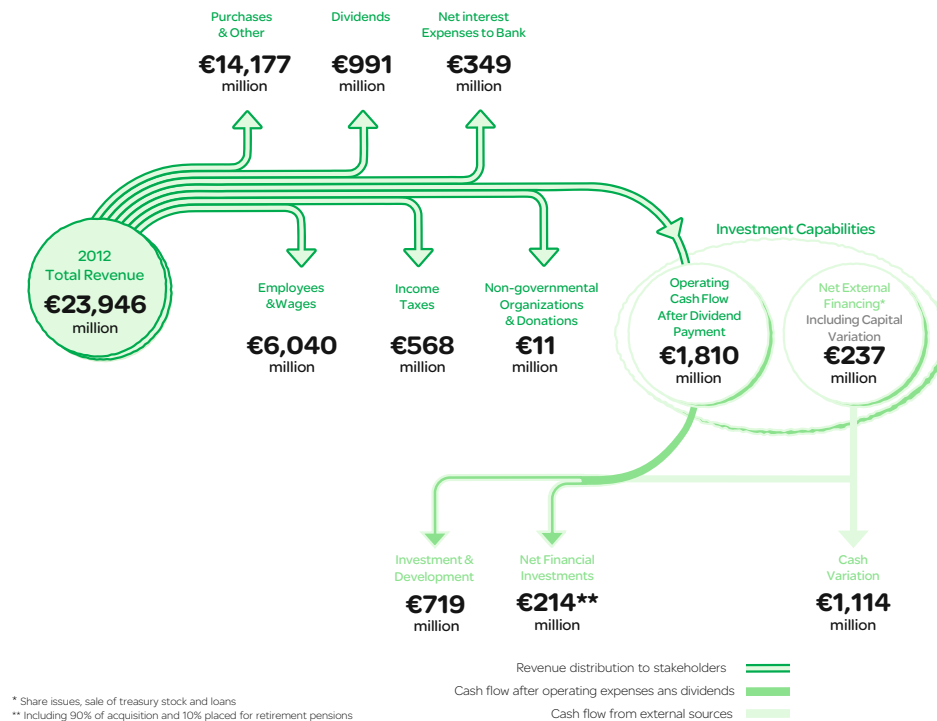 Purchases
& Other
€14,177
million
Dividends
€991
million
Net interest
Expenses to Bank
€349
million
2012
Total Revenue
€23,946
million
Employees
&Wages
€6,040
million
Income
Taxes
€568
million
Non-governmental
Organizations
& Donations
€11
million
Investment Capabilities
Operating
Cash Flow
After Dividend
Payment
€1,810
million
Net External
Financing*
Including Capital
Variation
€237
million
Investment &
Development
€719
million
Net Financial
Investments
€214**
million
Cash
Variation
€1,114
million
Revenue distribution to stakeholders
Cash flow after operating expenses ans dividends
Cash flow from external sources
* Share issues, sale of treasury stock and loans
** Including 90% of acquisition and 10% placed for retirement pensions